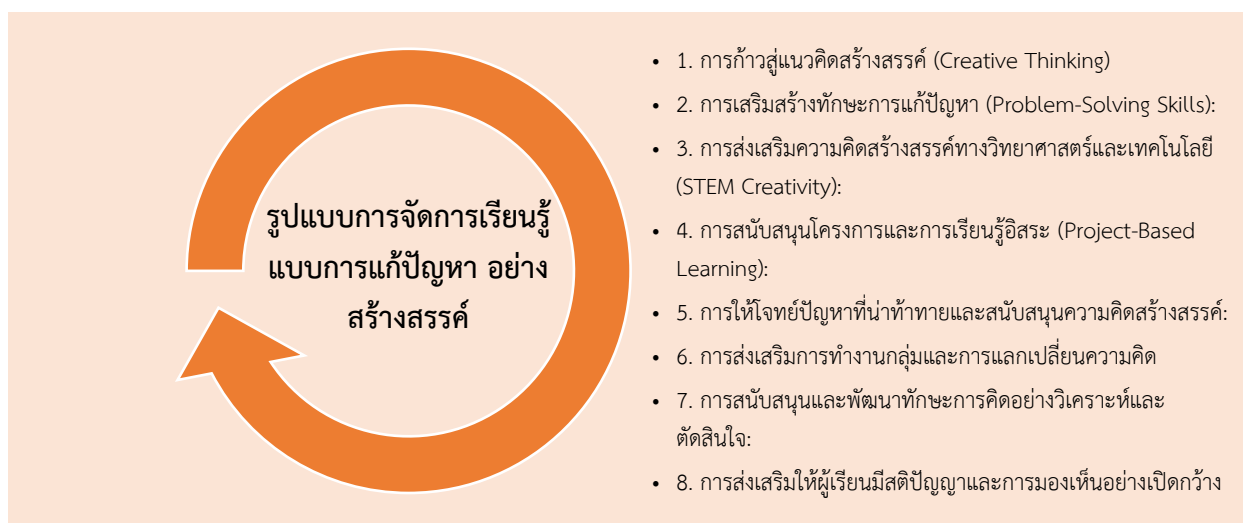 รูปแบบการจัดการเรียนรู้
แบบการแก้ปัญหา อย่าง
สร้างสรรค์
• 1. การก้าวสู่แนวคิดสร้างสรรค์ (Creative Thinking)
• 2. การเสริมสร้างทักษะการแก้ปัญหา (Problem-Solving Skills):
• 3. การส่งเสริมความคิดสร้างสรรค์ทางวิทยาศาสตร์และเทคโนโลยี
(STEM Creativity):
• 4. การสนับสนุนโครงการและการเรียนรู้อิสระ (Project-Based
Learning):
• 5. การให้โจทย์ปัญหาที่น่าท้าทายและสนับสนุนความคิดสร้างสรรค์:
• 6. การส่งเสริมการทำงานกลุ่มและการแลกเปลี่ยนความคิด
• 7. การสนับสนุนและพัฒนาทักษะการคิดอย่างวิเคราะห์และ
ตัดสินใจ:
• 8. การส่งเสริมให้ผู้เรียนมีสติปัญญาและการมองเห็นอย่างเปิดกว้าง